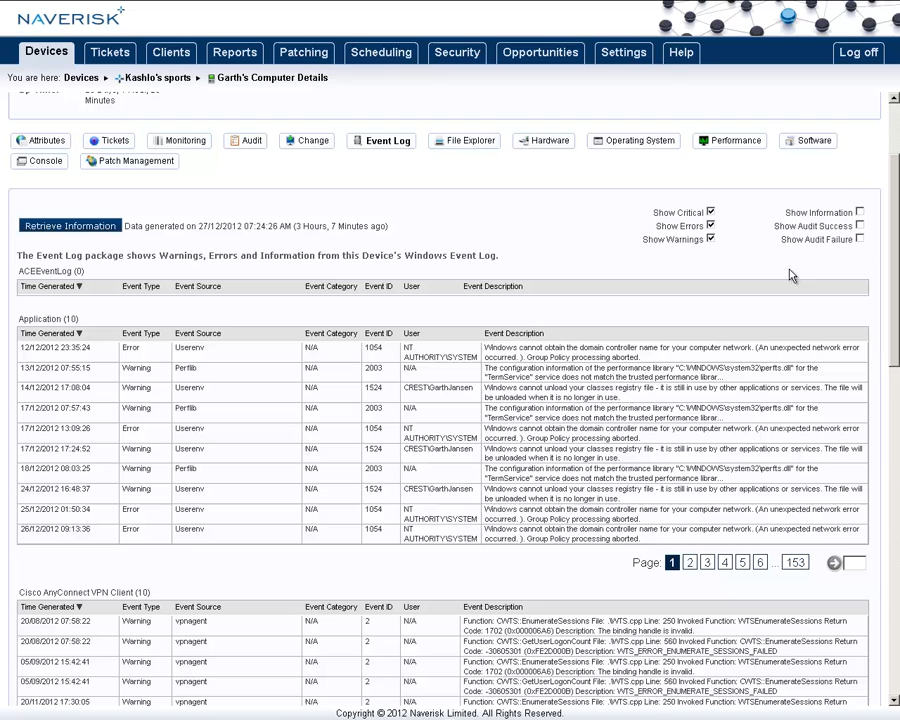 NAVERISK
Devices Tickets Clients Reports Patching Scheduling Security Opportunities Settings Help Log off
You are here: Devices ▸ Kashlo's sports ▸ Garth's Computer Details
Minutes
Attributes Tickets Monitoring Audit Change Event Log File Explorer Hardware Operating System Performance Software
Console Patch Management
Show Critical Show Information
Retrieve Information Data generated on 27/12/2012 07:24:26 AM (3 Hours, 7 Minutes ago) Show Errors Show Audit Success
Show Warnings Show Audit Failure
The Event Log package shows Warnings, Errors and Information from this Device's Windows Event Log.
ACEEventLog (0)
Time Generated ▼ Event Type Event Source Event Category Event ID User Event Description
Application (10)
Time Generated ▼ Event Type Event Source Event Category Event ID User Event Description
12/12/2012 23:35:24 Error Userenv N/A 1054 NT Windows cannot obtain the domain controller name for your computer network. (An unexpected network error
AUTHORITY\SYSTEM occurred. ). Group Policy processing aborted.
13/12/2012 07:55:15 Warning Perflib N/A 2003 N/A The configuration information of the performance library "C:\WINDOWS\system32\perfts.dll" for the
"TermService" service does not match the trusted performance librar...
14/12/2012 17:08:04 Warning Userenv N/A 1524 CREST\GarthJansen Windows cannot unload your classes registry file - it is still in use by other applications or services. The file will
be unloaded when it is no longer in use.
17/12/2012 07:57:43 Warning Perflib N/A 2003 N/A The configuration information of the performance library "C:\WINDOWS\system32\perfts.dll" for the
"TermService" service does not match the trusted performance librar...
17/12/2012 13:09:26 Error Userenv N/A 1054 NT Windows cannot obtain the domain controller name for your computer network. (An unexpected network error
AUTHORITY\SYSTEM occurred. ). Group Policy processing aborted.
17/12/2012 17:24:52 Warning Userenv N/A 1524 CREST\GarthJansen Windows cannot unload your classes registry file - it is still in use by other applications or services. The file will
be unloaded when it is no longer in use.
18/12/2012 08:03:25 Warning Perflib N/A 2003 N/A The configuration information of the performance library "C:\WINDOWS\system32\perfts.dll" for the
"TermService" service does not match the trusted performance librar...
24/12/2012 16:48:37 Warning Userenv N/A 1524 CREST\GarthJansen Windows cannot unload your classes registry file - it is still in use by other applications or services. The file will
be unloaded when it is no longer in use.
25/12/2012 01:50:34 Error Userenv N/A 1054 NT Windows cannot obtain the domain controller name for your computer network. (An unexpected network error
AUTHORITY\SYSTEM occurred. ). Group Policy processing aborted.
26/12/2012 09:13:36 Error Userenv N/A 1054 NT Windows cannot obtain the domain controller name for your computer network. (An unexpected network error
AUTHORITY\SYSTEM occurred. ). Group Policy processing aborted.
Page: 1 2 3 4 5 6 ... 153
Cisco AnyConnect VPN Client (10)
Time Generated ▼ Event Type Event Source Event Category Event ID User Event Description
20/08/2012 07:58:22 Warning vpnagent N/A 2 N/A Function: CWTS::EnumerateSessions File: .\WTS.cpp Line: 250 Invoked Function: WTSEnumerateSessions Return
Code: 1702 (0x000006A6) Description: The binding handle is invalid.
20/08/2012 07:58:22 Warning vpnagent N/A 2 N/A Function: CWTS::GetUserLogonCount File: .\WTS.cpp Line: 560 Invoked Function: CWTS::EnumerateSessions Return
Code: -30605301 (0xFE2D000B) Description: WTS_ERROR_ENUMERATE_SESSIONS_FAILED
05/09/2012 15:42:41 Warning vpnagent N/A 2 N/A Function: CWTS::EnumerateSessions File: .\WTS.cpp Line: 250 Invoked Function: WTSEnumerateSessions Return
Code: 1702 (0x000006A6) Description: The binding handle is invalid.
05/09/2012 15:42:41 Warning vpnagent N/A 2 N/A Function: CWTS::GetUserLogonCount File: .\WTS.cpp Line: 560 Invoked Function: CWTS::EnumerateSessions Return
Code: -30605301 (0xFE2D000B) Description: WTS_ERROR_ENUMERATE_SESSIONS_FAILED
20/11/2012 17:30:05 Warning vpnagent N/A 2 N/A Function: CWTS::EnumerateSessions File: .\WTS.cpp Line: 250 Invoked Function: WTSEnumerateSessions Return
Copyright © 2012 Naverisk Limited. All Rights Reserved.